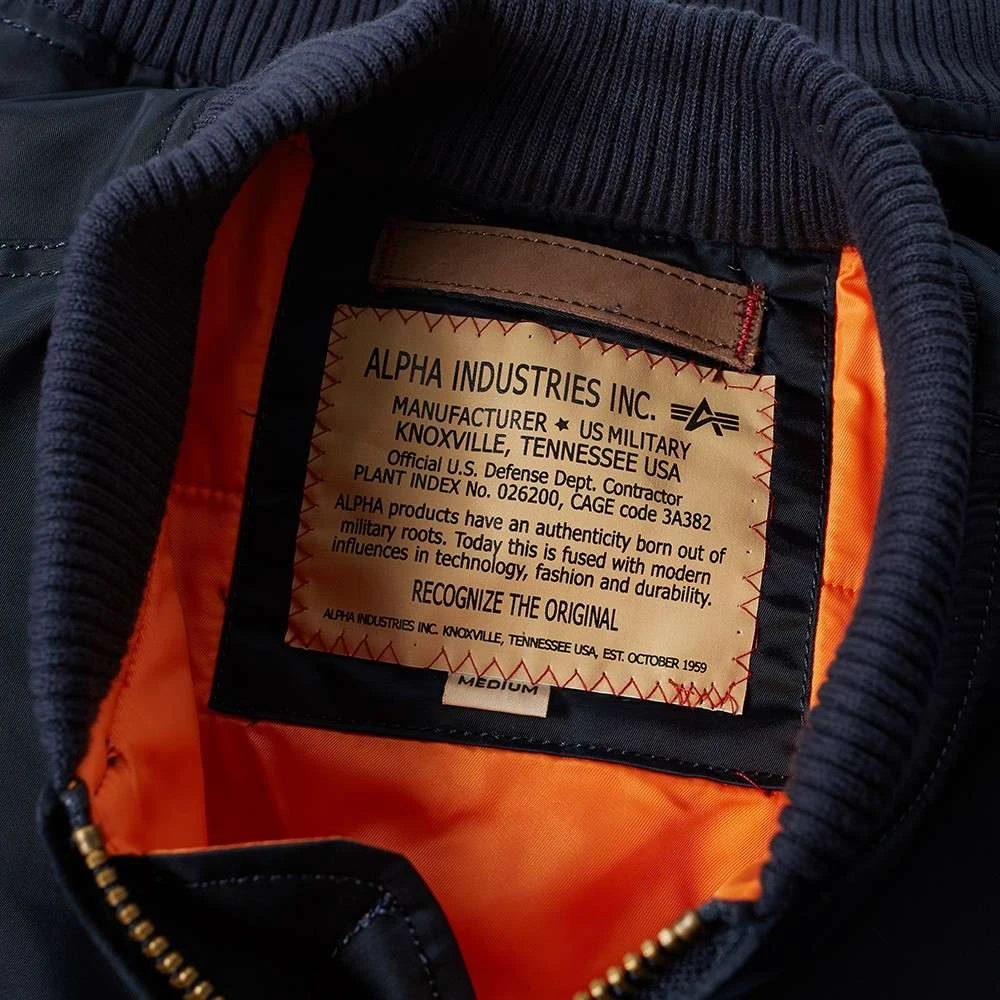 ALPHA INDUSTRIES INC.
MANUFACTURER ★ US MILITARY
KNOXVILLE, TENNESSEE USA
Official U.S. Defense Dept. Contractor
PLANT INDEX No. 026200, CAGE code 3A382
ALPHA products have an authenticity born out of
military roots. Today this is fused with modern
influences in technology, fashion and durability.
RECOGNIZE THE ORIGINAL
ALPHA INDUSTRIES INC. KNOXVILLE, TENNESSEE USA, EST. OCTOBER 1959
MEDIUM